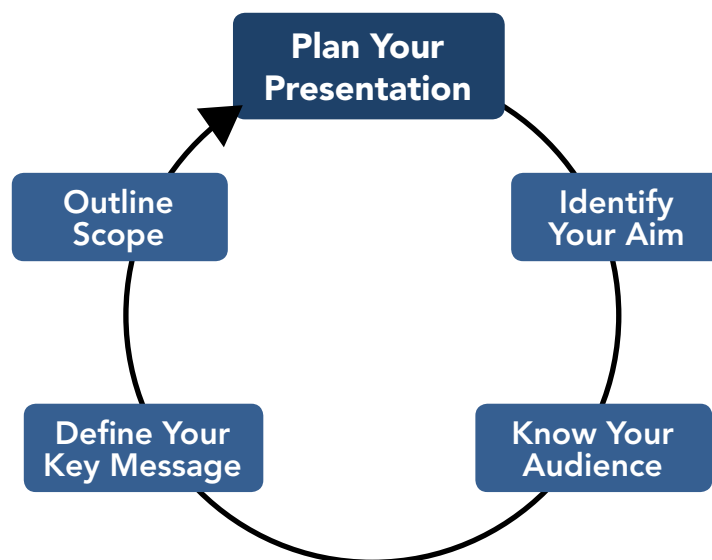 Plan Your
Presentation
Identify
Your Aim
Know Your
Audience
Define Your
Key Message
Outline
Scope